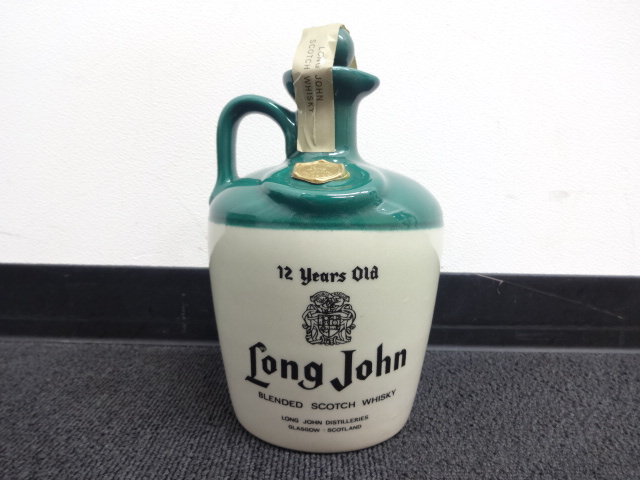 LONG JOHN
SCOTCH WHISKY
12 Years Old
Long John
BLENDED SCOTCH WHISKY
LONG JOHN DISTILLERIES
GLASGOW · SCOTLAND